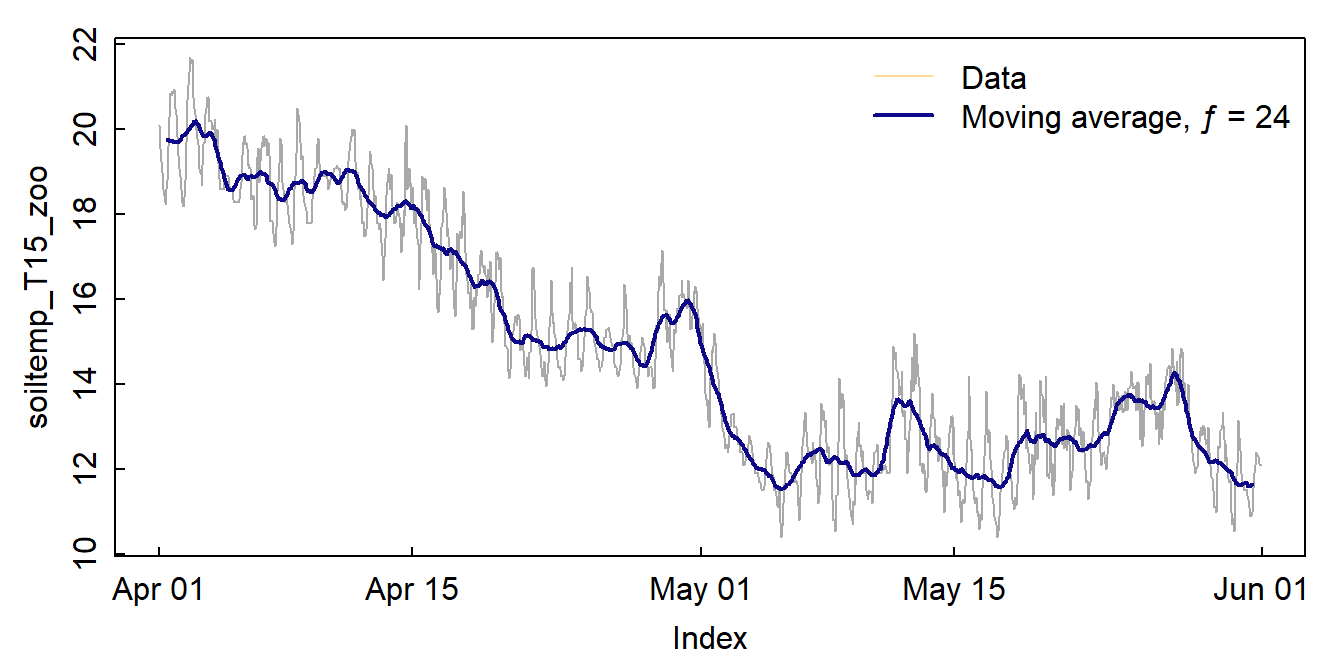 Data
Moving average, ƒ = 24
soiltemp_T15_zoo
22
20
18
16
14
12
10
Apr 01
Apr 15
May 01
May 15
Jun 01
Index